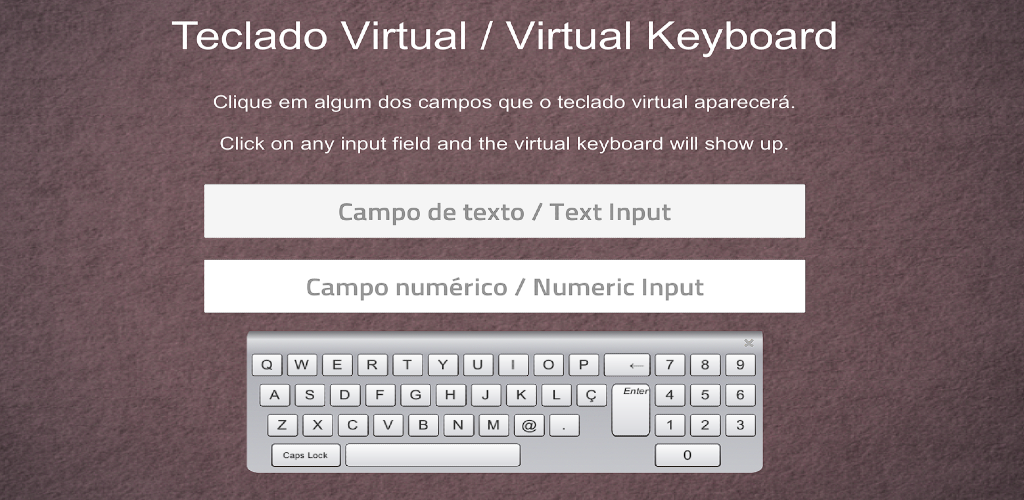 Teclado Virtual / Virtual Keyboard
Clique em algum dos campos que o teclado virtual aparecerá.
Click on any input field and the virtual keyboard will show up.
Campo de texto / Text Input
Campo numérico / Numeric Input
Q W E R T Y U I O P ← 7 8 9
A S D F G H J K L Ç Enter 4 5 6
Z X C V B N M @ . 1 2 3
Caps Lock 0